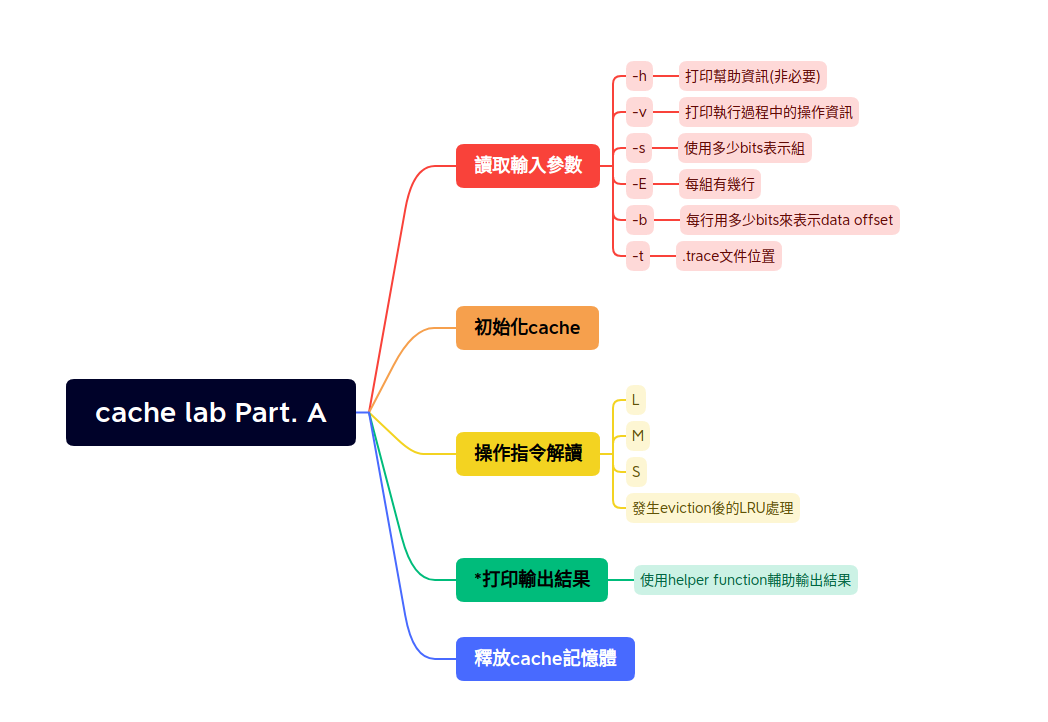 cache lab Part. A
讀取輸入參數
-h
打印幫助資訊(非必要)
-v
打印執行過程中的操作資訊
-s
使用多少bits表示組
-E
每組有幾行
-b
每行用多少bits來表示data offset
-t
.trace文件位置
初始化cache
操作指令解讀
L
M
S
發生eviction後的LRU處理
*打印輸出結果
使用helper function輔助輸出結果
釋放cache記憶體